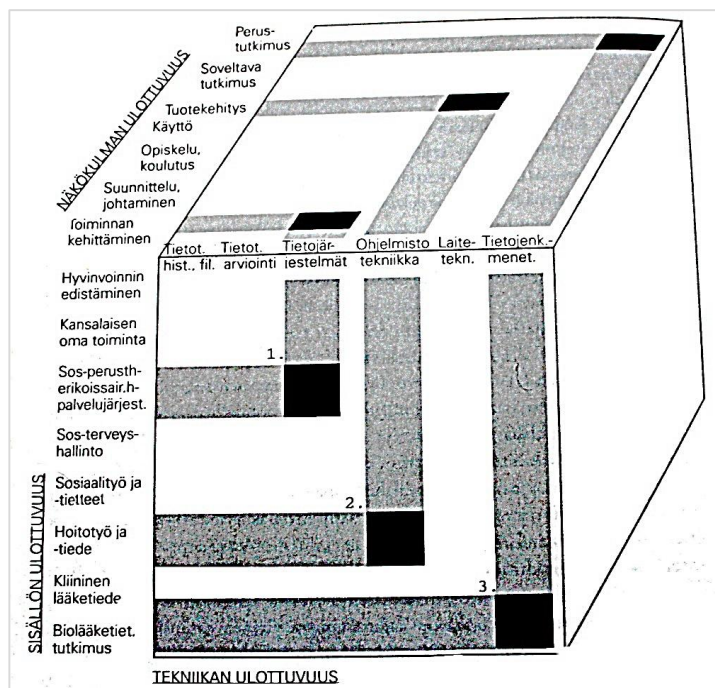 Perus-
tutkimus
Soveltava
tutkimus
Tuotekehitys
Käyttö
Opiskelu,
koulutus
Suunnittelu,
johtaminen
Toiminnan
kehittäminen
NÄKÖKULMAN ULOTTUVUUS
Tietot. hist., fil.
Tietot. arviointi
Tietojär-
jestelmät
Ohjelmisto
tekniikka
Laite-
tekn.
Tietojenk.-
menet.
Hyvinvoinnin
edistäminen
Kansalaisen
oma toiminta
1.
Sos-perusth-
erikoissair.h-
palvelujärjest.
Sos-terveys-
hallinto
Sosiaalityö ja
-tietteet
2.
Hoitotyö ja
-tiede
Kliininen
lääketiede
3.
Biolääketiet.
tutkimus
SISÄLLÖN ULOTTUVUUS
TEKNIIKAN ULOTTUVUUS